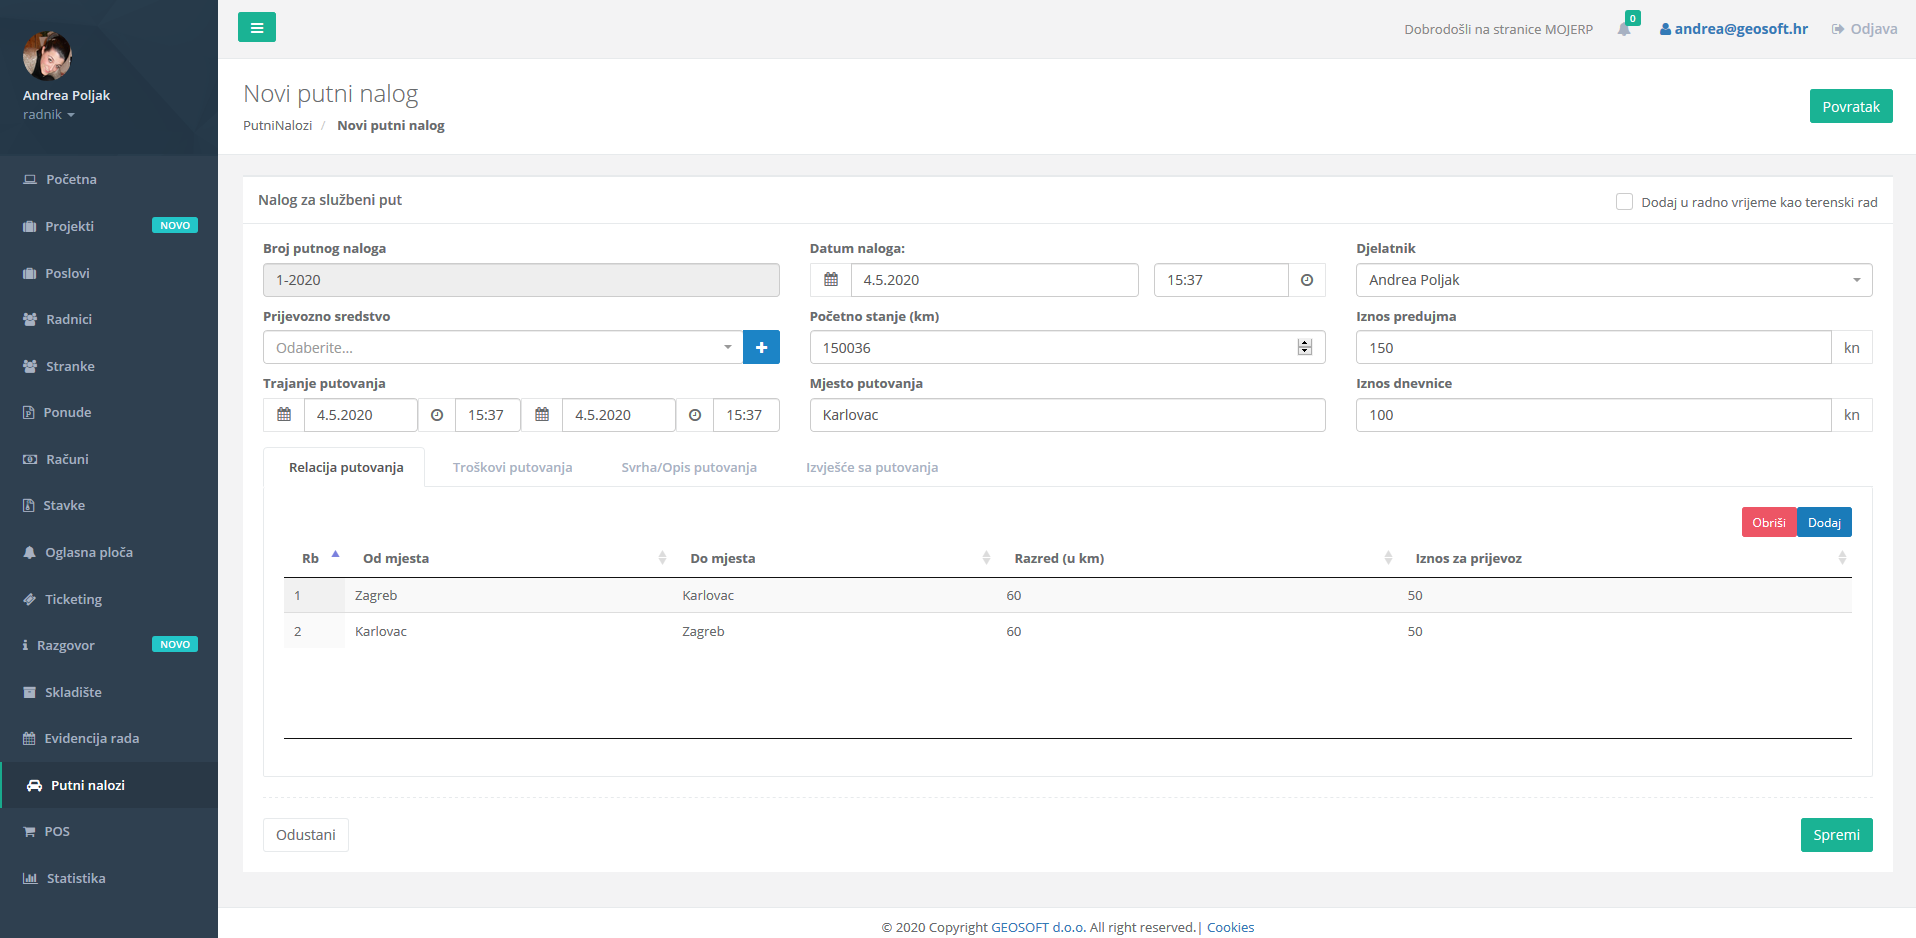 Dobrodošli na stranice MOJERP 0 andrea@geosoft.hr Odjava
Andrea Poljak
radnik
Početna
Projekti NOVO
Poslovi
Radnici
Stranke
Ponude
Računi
Stavke
Oglasna ploča
Ticketing
Razgovor NOVO
Skladište
Evidencija rada
Putni nalozi
POS
Statistika
Novi putni nalog
PutniNalozi / Novi putni nalog
Povratak
Nalog za službeni put
Dodaj u radno vrijeme kao terenski rad
Broj putnog naloga Datum naloga: Djelatnik
1-2020 4.5.2020 15:37 Andrea Poljak
Prijevozno sredstvo Početno stanje (km) Iznos predujma
Odaberite... + 150036 150 kn
Trajanje putovanja Mjesto putovanja Iznos dnevnice
4.5.2020 15:37 4.5.2020 15:37 Karlovac 100 kn
Relacija putovanja Troškovi putovanja Svrha/Opis putovanja Izvješće sa putovanja
Obriši Dodaj
Rb Od mjesta Do mjesta Razred (u km) Iznos za prijevoz
1 Zagreb Karlovac 60 50
2 Karlovac Zagreb 60 50
Odustani Spremi
© 2020 Copyright GEOSOFT d.o.o. All right reserved.| Cookies